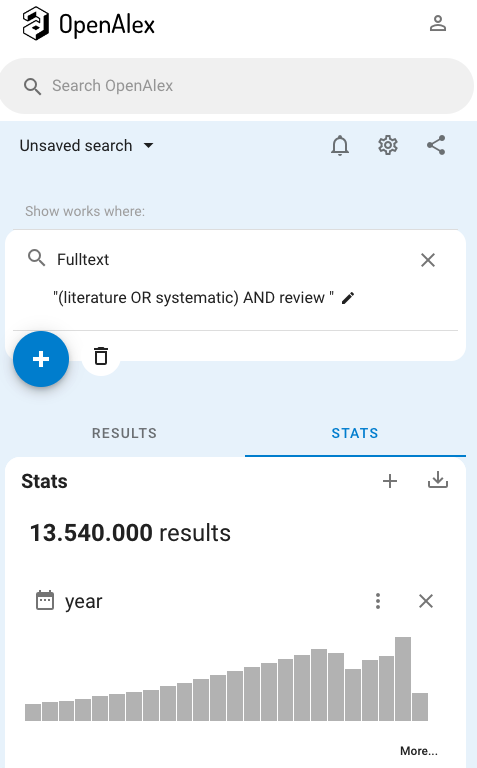 OpenAlex
Search OpenAlex
Unsaved search
Show works where:
Fulltext
"(literature OR systematic) AND review "
RESULTS STATS
Stats
13.540.000 results
year
More...